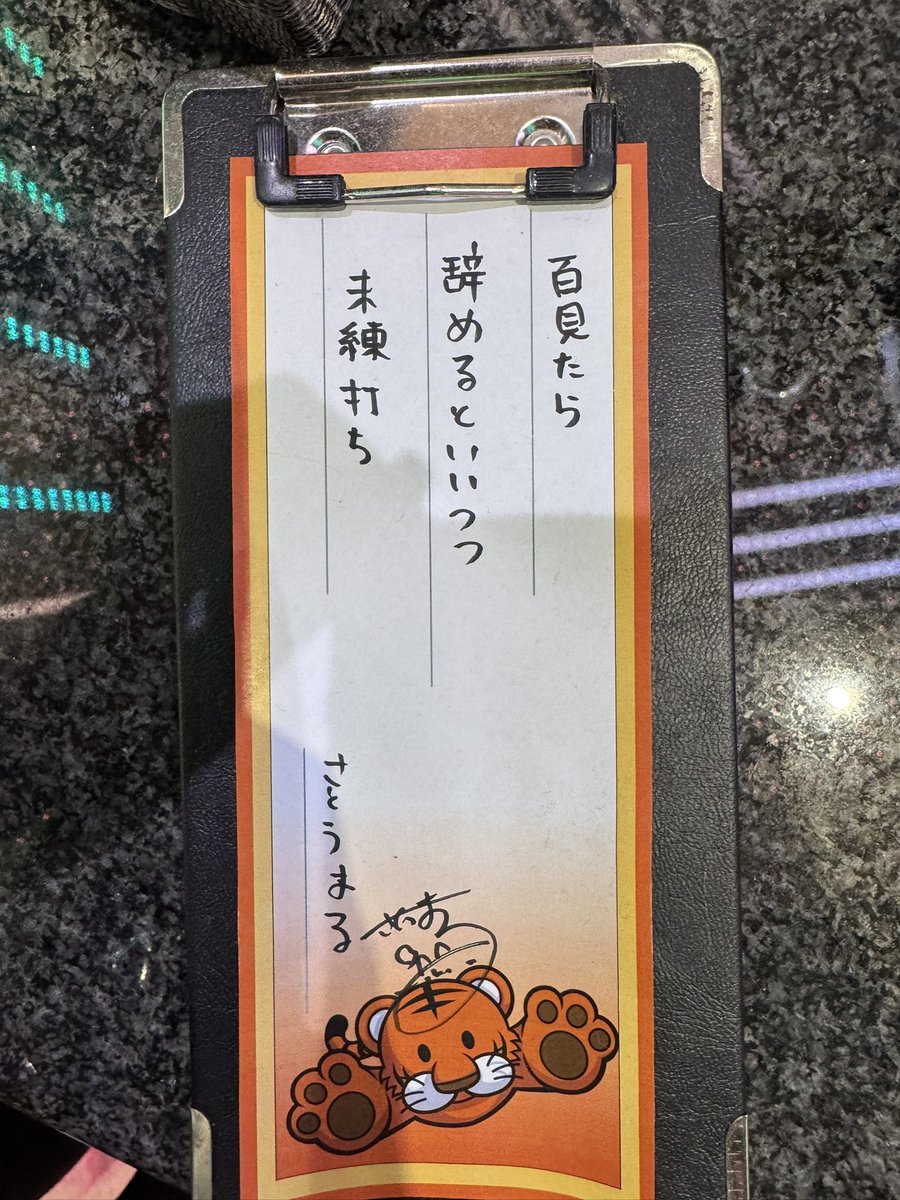 百見たら
辞めるといいつつ
未練打ち
さとうまる